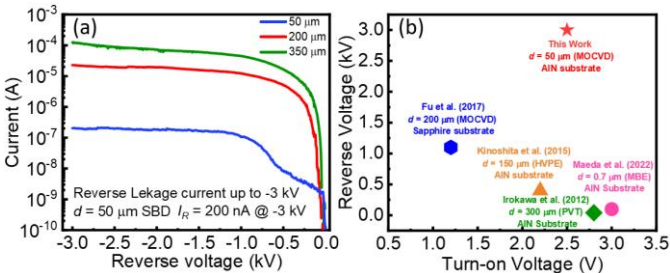 (a)
50 μm
200 μm
350 μm
10⁻³
10⁻⁴
10⁻⁵
10⁻⁶
10⁻⁷
10⁻⁸
10⁻⁹
10⁻¹⁰
Current (A)
Reverse Lekage current up to -3 kV
d = 50 μm SBD I_R = 200 nA @ -3 kV
-3.0 -2.5 -2.0 -1.5 -1.0 -0.5 0.0
Reverse voltage (kV)
(b)
3.0
2.5
2.0
1.5
1.0
0.5
0.0
Reverse Voltage (kV)
This Work
d = 50 μm (MOCVD)
AlN substrate
Fu et al. (2017)
d = 200 μm (MOCVD)
Sapphire substrate
Kinoshita et al. (2015)
d = 150 μm (HVPE)
AlN substrate
Maeda et al. 2022)
d = 0.7 μm (MBE)
AlN Substrate
Irokawa et al. (2012)
d = 300 μm (PVT)
AlN Substrate
0.5 1.0 1.5 2.0 2.5 3.0 3.5
Turn-on Voltage (V)